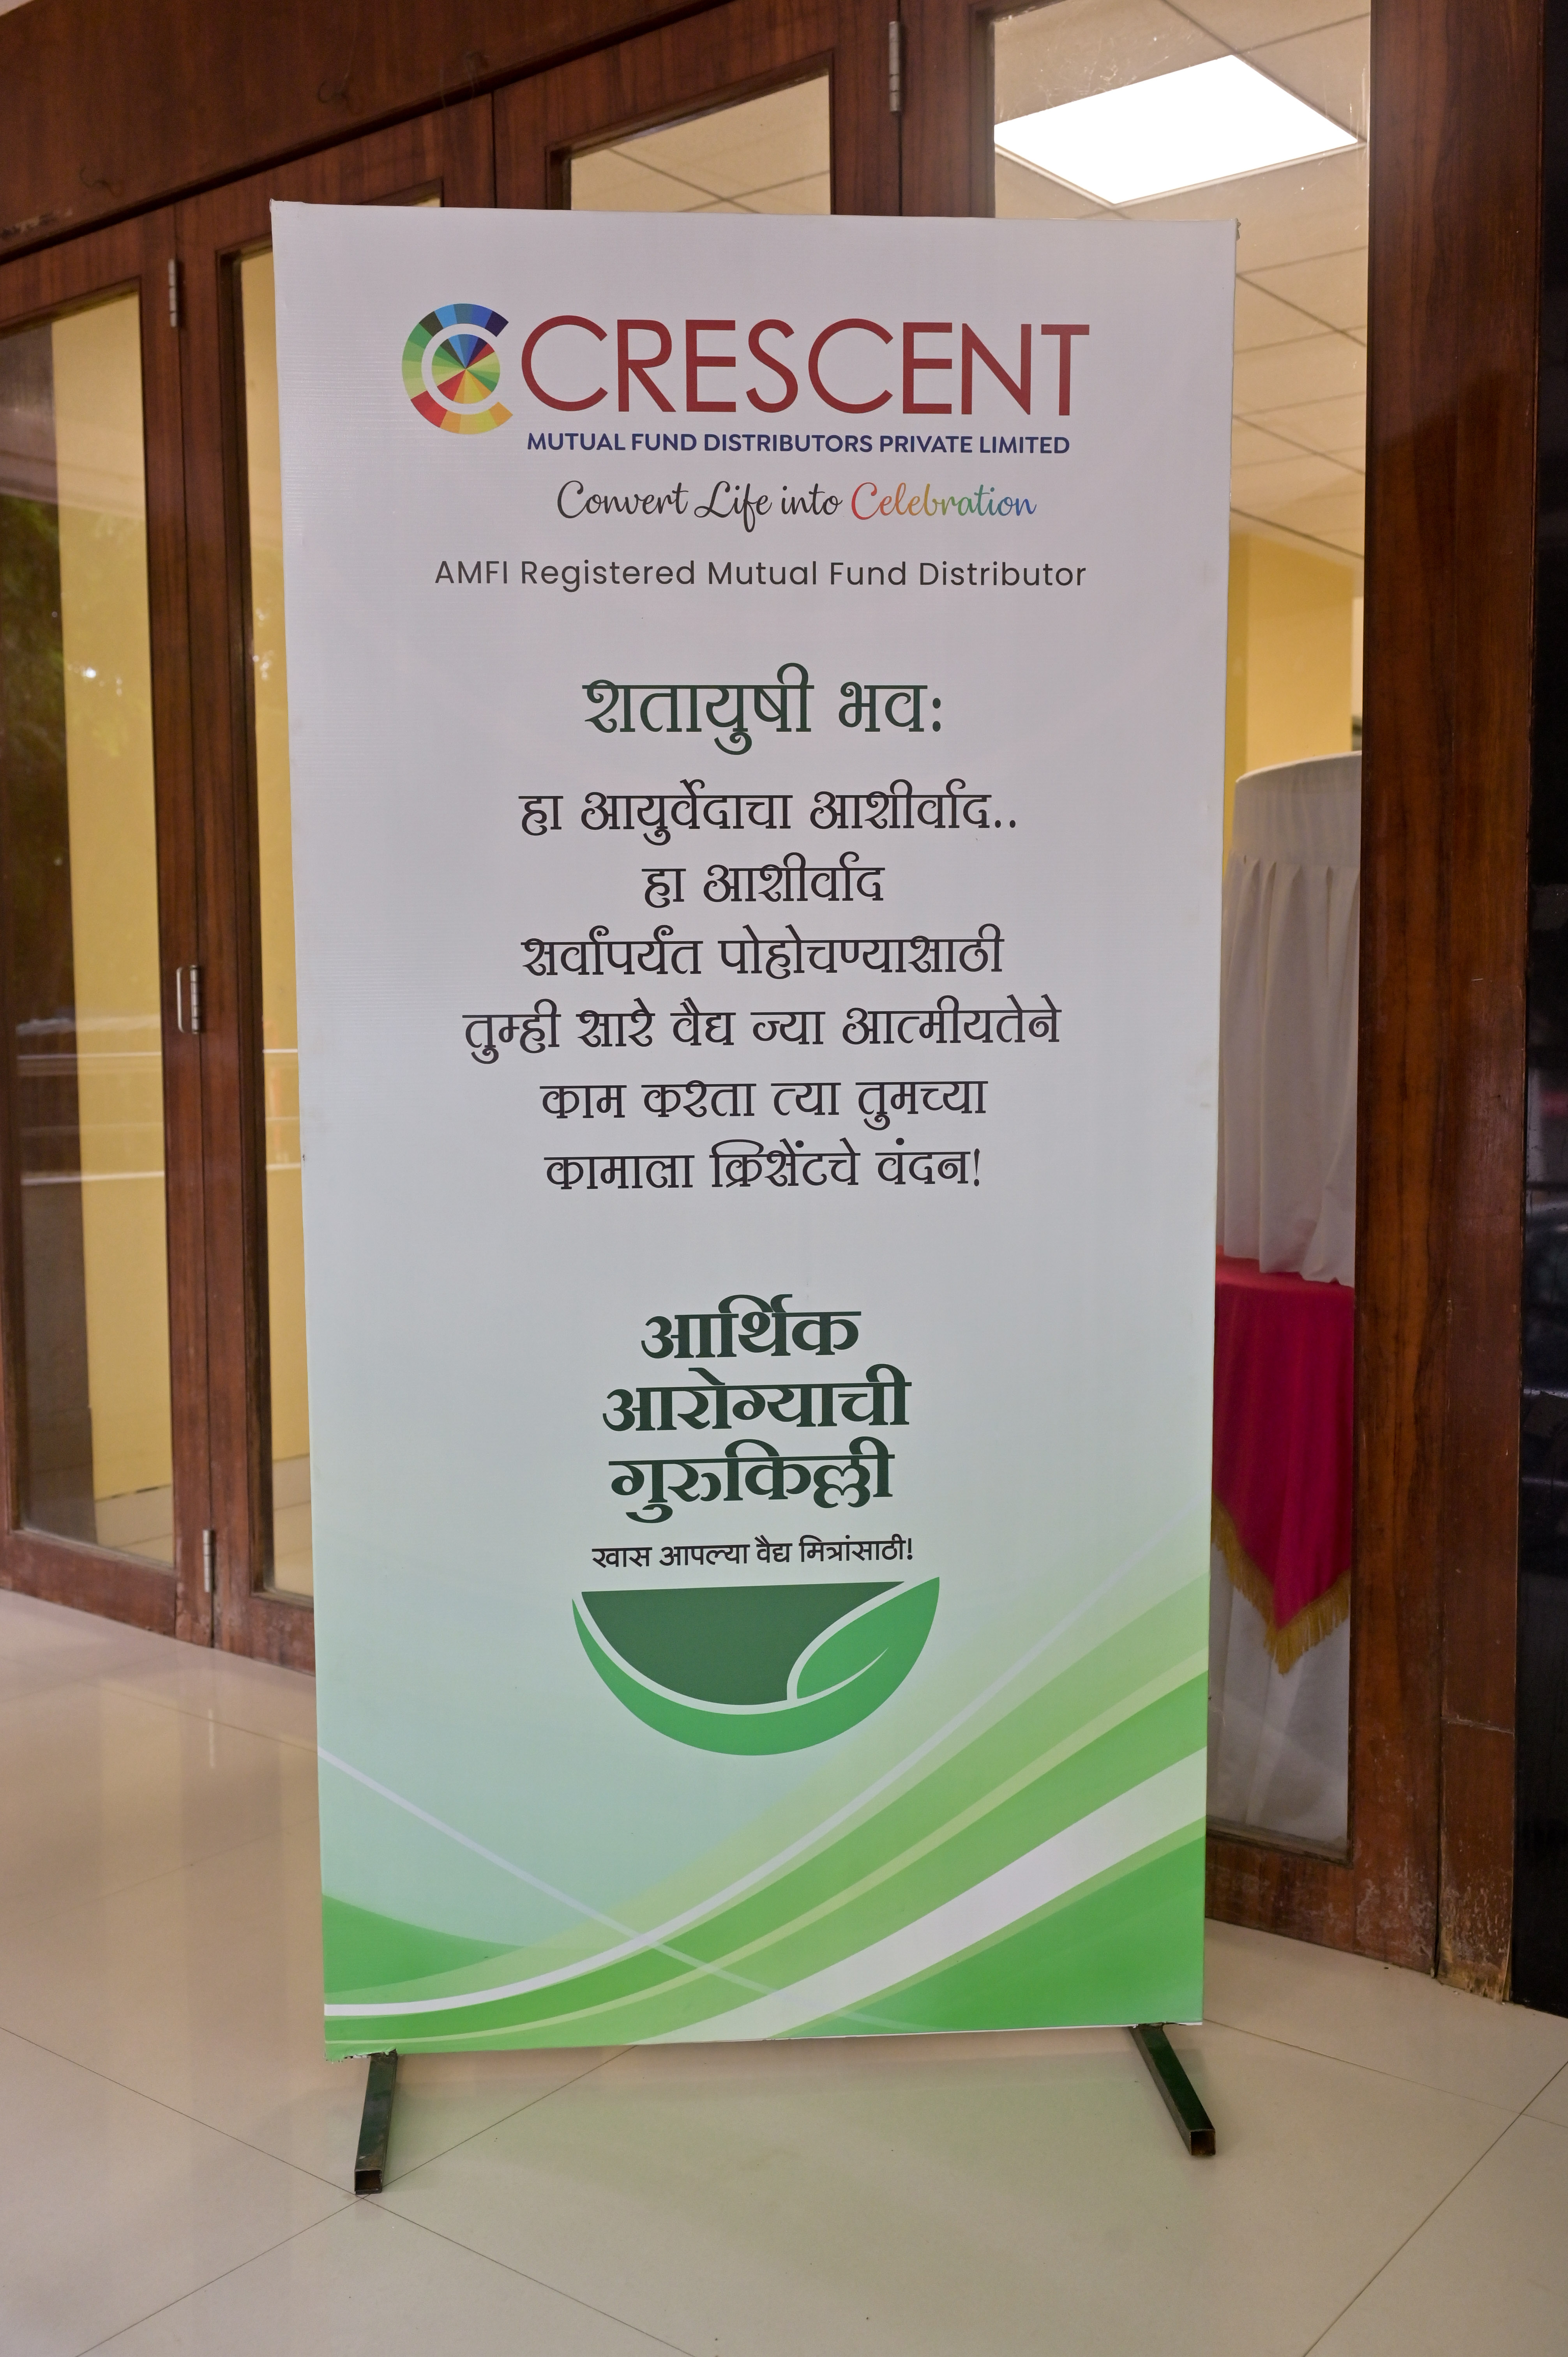 CRESCENT
MUTUAL FUND DISTRIBUTORS PRIVATE LIMITED
Convert Life into Celebration
AMFI Registered Mutual Fund Distributor
शतायुषी भवः
हा आयुर्वेदाचा आशीर्वाद..
हा आशीर्वाद
सर्वांपर्यंत पोहोचण्यासाठी
तुम्ही सारे वैद्य ज्या आत्मीयतेने
काम करता त्या तुमच्या
कामाला क्रिसेंटचे वंदन!
आर्थिक
आरोग्याची
गुरुकिल्ली
खास आपल्या वैद्य मित्रांसाठी!